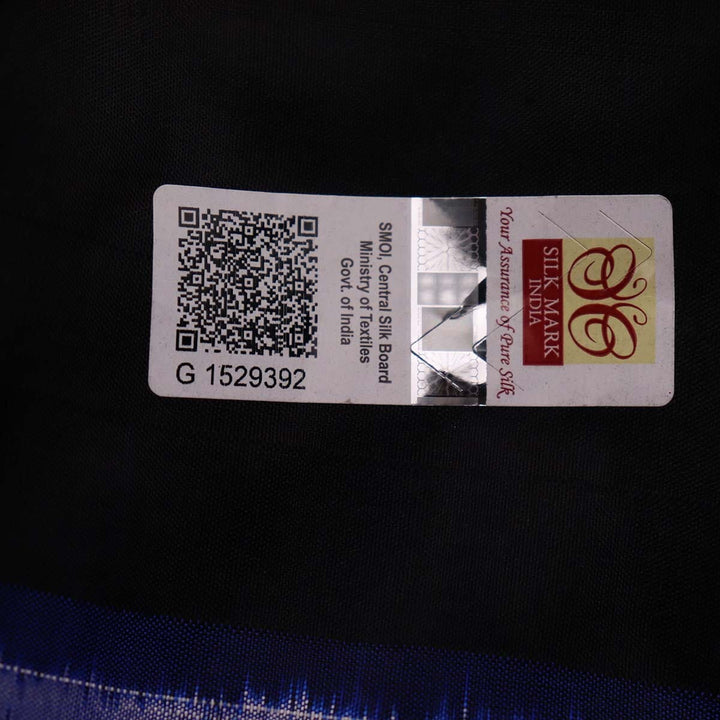 G 1529392
SMOI, Central Silk Board
Ministry of Textiles
Govt. of India
Your Assurance of Pure Silk
SILK MARK
INDIA